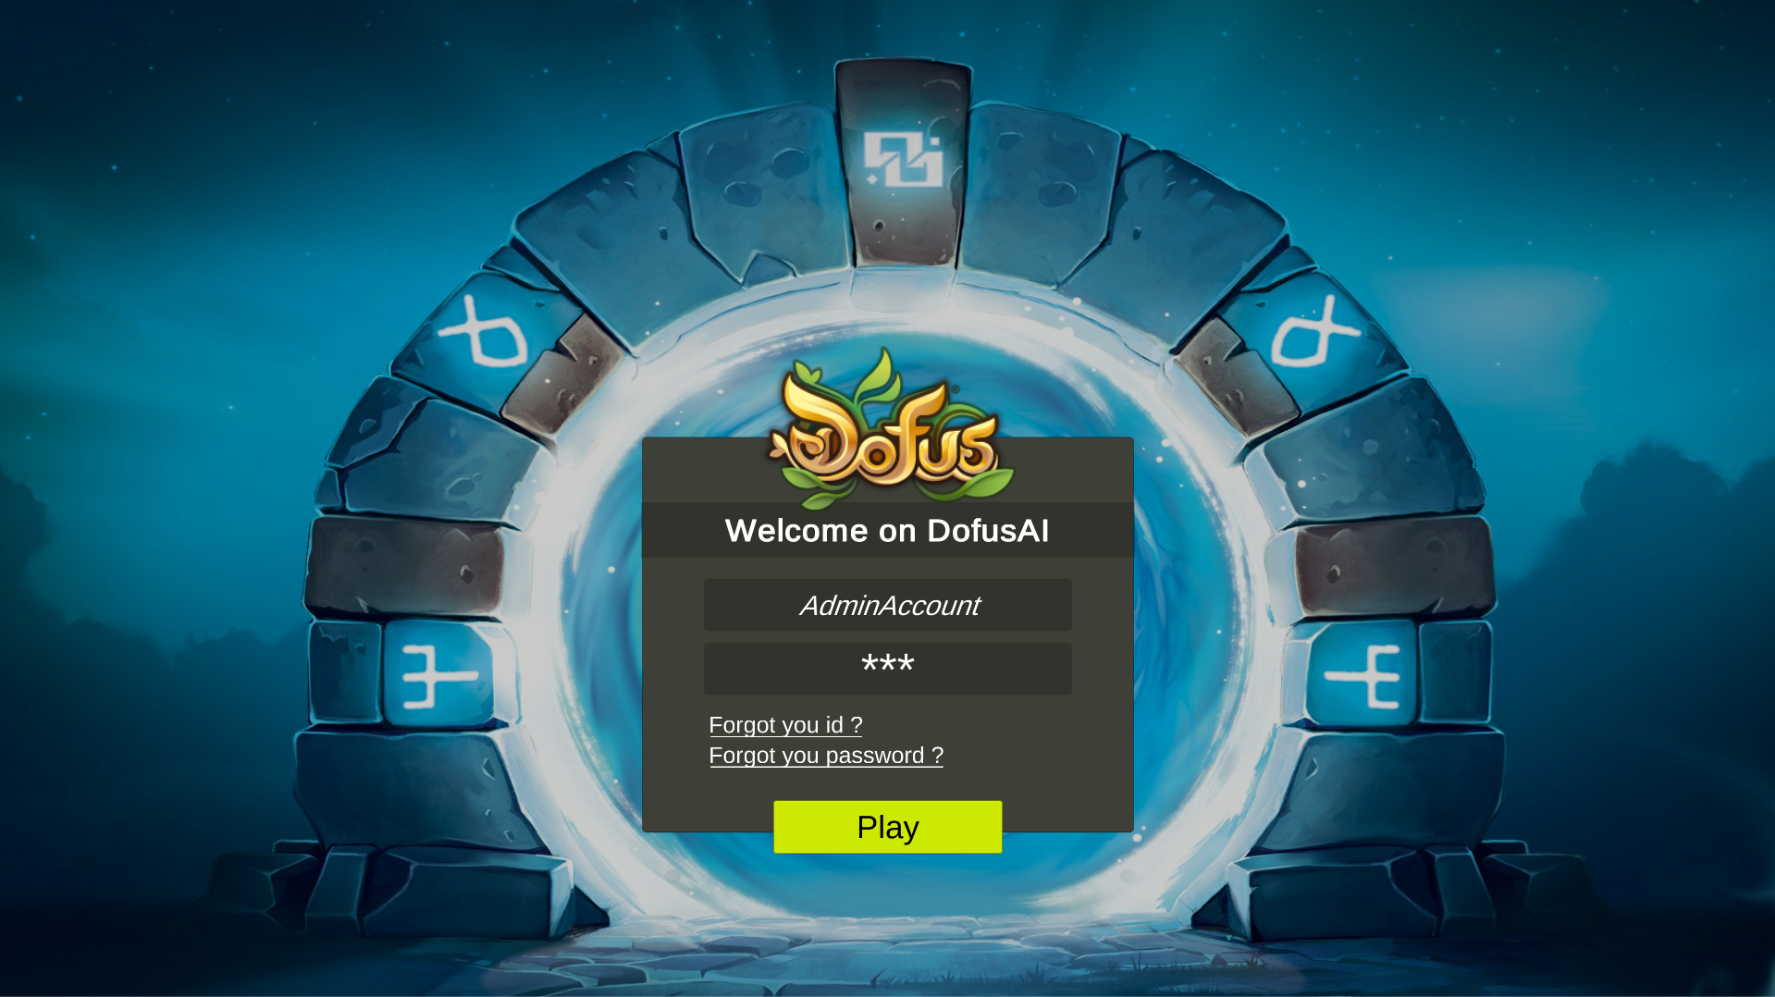 Dofus
Welcome on DofusAI
AdminAccount
***
Forgot you id ?
Forgot you password ?
Play